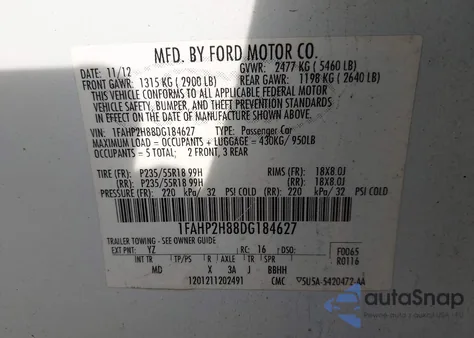 MFD. BY FORD MOTOR CO.
DATE: 11/12 GVWR: 2477 KG ( 5460 LB)
FRONT GAWR: 1315 KG ( 2900 LB) REAR GAWR: 1198 KG ( 2640 LB)
THIS VEHICLE CONFORMS TO ALL APPLICABLE FEDERAL MOTOR
VEHICLE SAFETY, BUMPER, AND THEFT PREVENTION STANDARDS
IN EFFECT ON THE DATE OF MANUFACTURE SHOWN ABOVE.
VIN: 1FAHP2H88DG184627 TYPE: Passenger Car
MAXIMUM LOAD = OCCUPANTS + LUGGAGE = 430KG/ 950LB
OCCUPANTS = 5 TOTAL; 2 FRONT, 3 REAR
TIRE (FR): P235/55R18 99H RIMS (FR): 18X8.0J
(RR): P235/55R18 99H (RR): 18X8.0J
PRESSURE (FR): 220 kPa/ 32 PSI COLD (RR): 220 kPa/ 32 PSI COLD
1FAHP2H88DG184627
TRAILER TOWING - SEE OWNER GUIDE
EXT PNT: YZ RC: 16 DSO: F0065
R0116
INT TR TP/PS R AXLE TR SPR
MD X 3A J BBHH
1201211202491 CMC 5U5A-5420472-AA
autoSnap